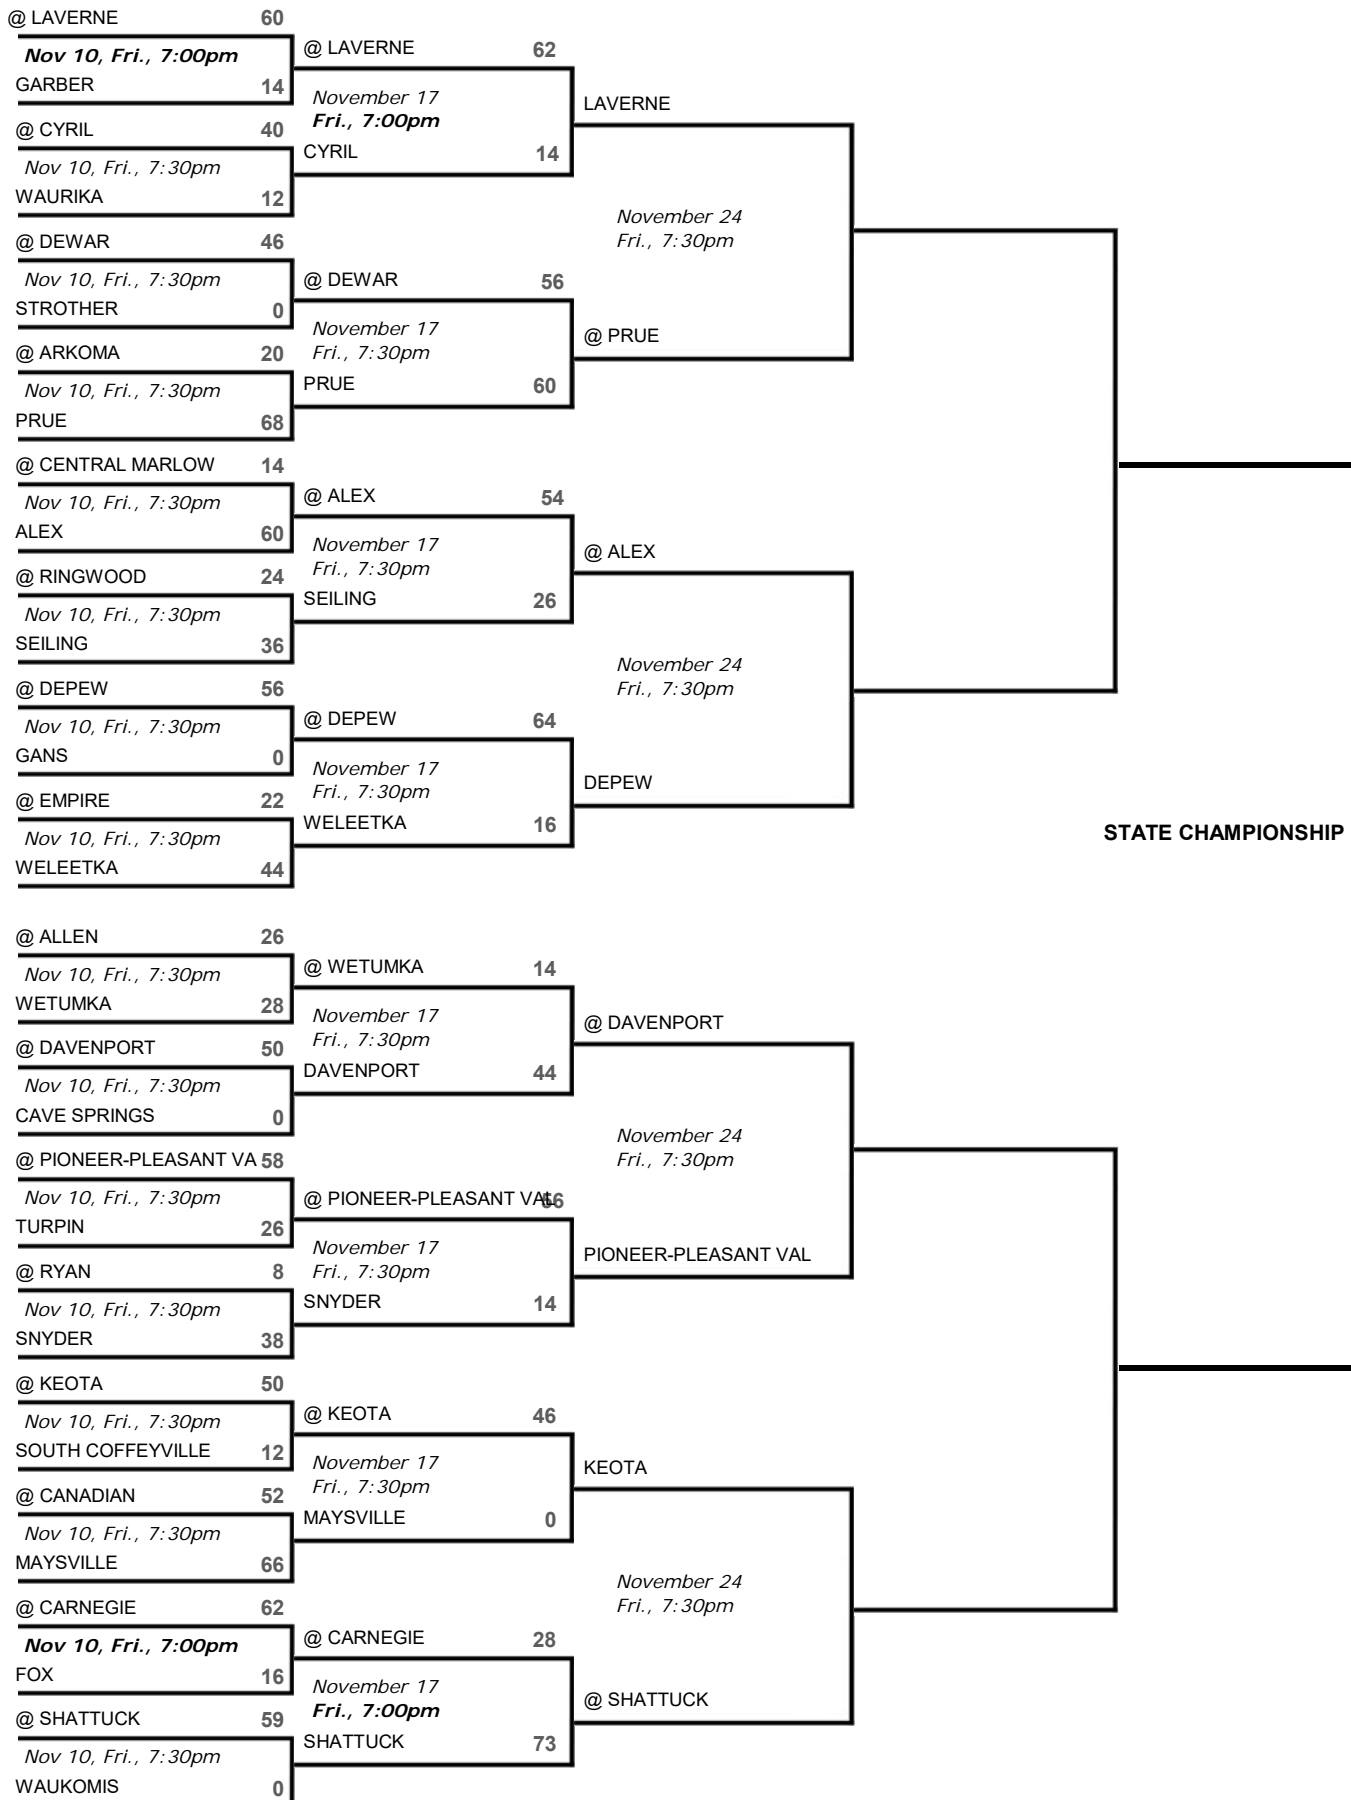 @ LAVERNE 60
Nov 10, Fri., 7:00pm
GARBER 14
@ CYRIL 40
Nov 10, Fri., 7:30pm
WAURIKA 12
@ DEWAR 46
Nov 10, Fri., 7:30pm
STROTHER 0
@ ARKOMA 20
Nov 10, Fri., 7:30pm
PRUE 68
@ CENTRAL MARLOW 14
Nov 10, Fri., 7:30pm
ALEX 60
@ RINGWOOD 24
Nov 10, Fri., 7:30pm
SEILING 36
@ DEPEW 56
Nov 10, Fri., 7:30pm
GANS 0
@ EMPIRE 22
Nov 10, Fri., 7:30pm
WELEETKA 44
@ ALLEN 26
Nov 10, Fri., 7:30pm
WETUMKA 28
@ DAVENPORT 50
Nov 10, Fri., 7:30pm
CAVE SPRINGS 0
@ PIONEER-PLEASANT VA 58
Nov 10, Fri., 7:30pm
TURPIN 26
@ RYAN 8
Nov 10, Fri., 7:30pm
SNYDER 38
@ KEOTA 50
Nov 10, Fri., 7:30pm
SOUTH COFFEYVILLE 12
@ CANADIAN 52
Nov 10, Fri., 7:30pm
MAYSVILLE 66
@ CARNEGIE 62
Nov 10, Fri., 7:00pm
FOX 16
@ SHATTUCK 59
Nov 10, Fri., 7:30pm
WAUKOMIS 0
@ LAVERNE 62
November 17
Fri., 7:00pm
CYRIL 14
@ DEWAR 56
November 17
Fri., 7:30pm
PRUE 60
@ ALEX 54
November 17
Fri., 7:30pm
SEILING 26
@ DEPEW 64
November 17
Fri., 7:30pm
WELEETKA 16
@ WETUMKA 14
November 17
Fri., 7:30pm
DAVENPORT 44
@ PIONEER-PLEASANT VAL
November 17
Fri., 7:30pm
SNYDER 14
@ KEOTA 46
November 17
Fri., 7:30pm
MAYSVILLE 0
@ CARNEGIE 28
November 17
Fri., 7:00pm
SHATTUCK 73
LAVERNE
November 24
Fri., 7:30pm
@ PRUE
@ ALEX
November 24
Fri., 7:30pm
DEPEW
@ DAVENPORT
November 24
Fri., 7:30pm
PIONEER-PLEASANT VAL
KEOTA
November 24
Fri., 7:30pm
@ SHATTUCK
STATE CHAMPIONSHIP